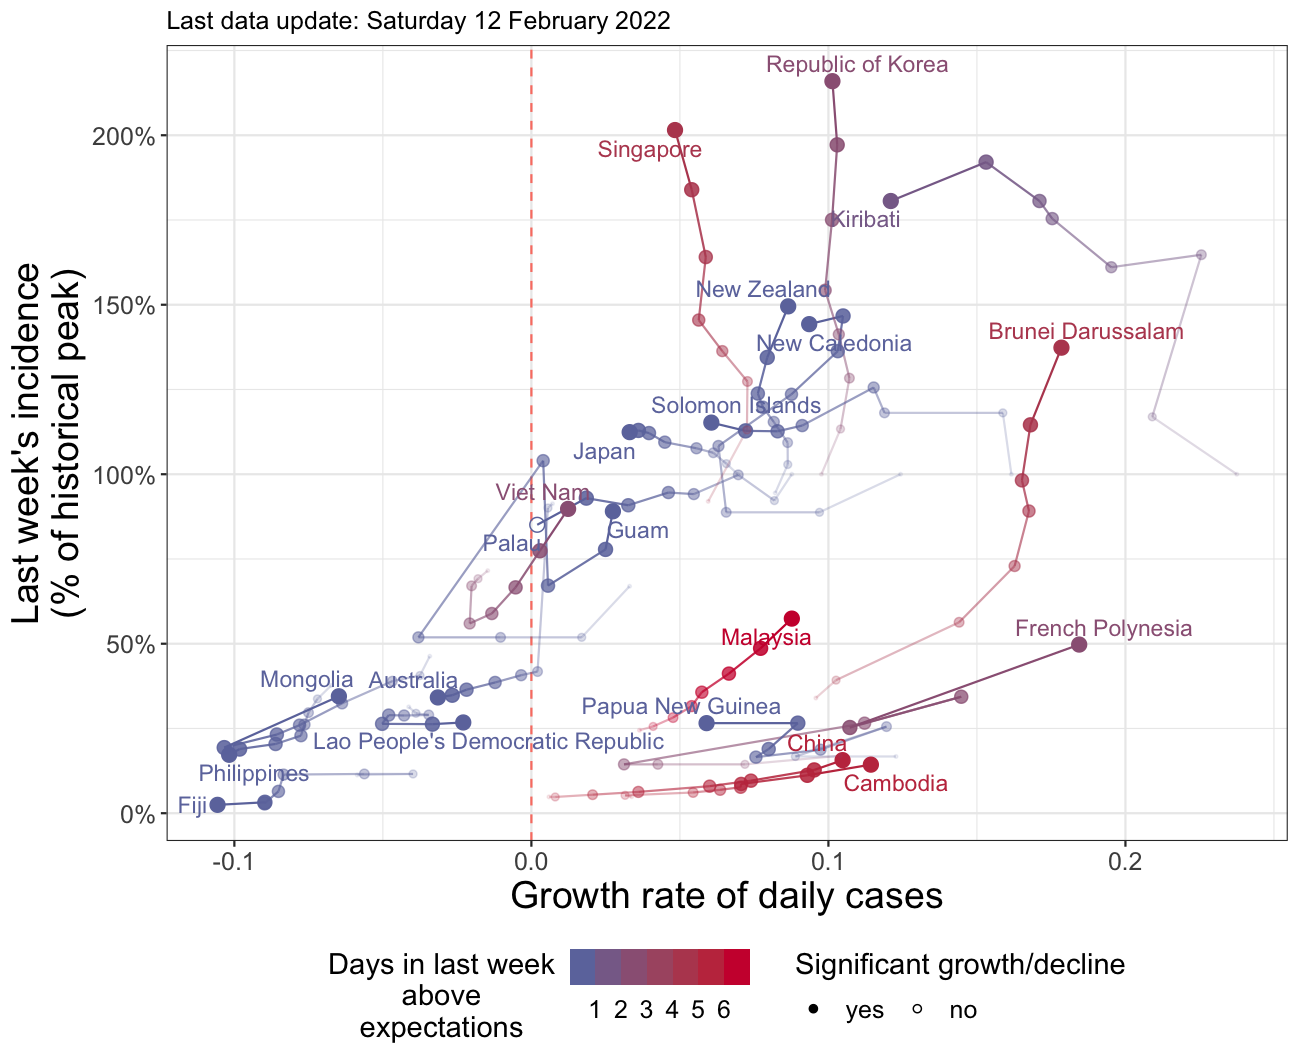 Last data update: Saturday 12 February 2022
Republic of Korea
200%
Singapore
Kiribati
150%
New Zealand
Brunei Darussalam
New Caledonia
Solomon Islands
Japan
100%
Viet Nam
Guam
Palau
50%
Malaysia
French Polynesia
Mongolia
Australia
Papua New Guinea
Lao People's Democratic Republic
China
Philippines
Cambodia
Fiji
0%
Last week's incidence
(% of historical peak)
-0.1
0.0
0.1
0.2
Growth rate of daily cases
Days in last week
above
expectations
1 2 3 4 5 6
Significant growth/decline
yes
no